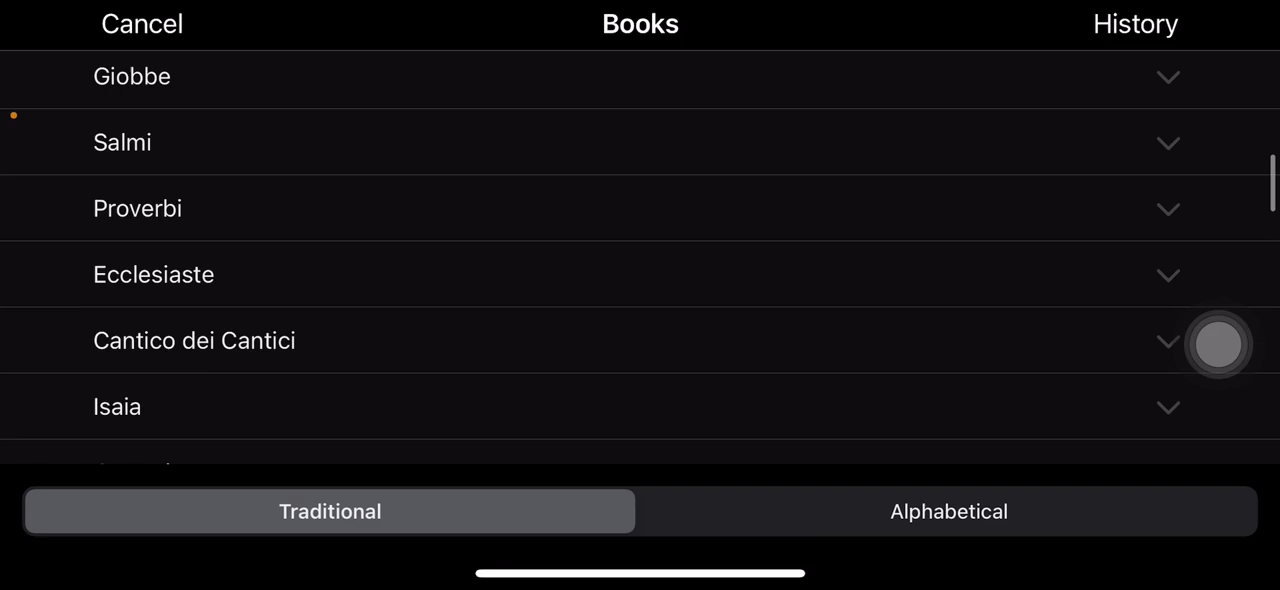 Cancel
Books
History
Giobbe
Salmi
Proverbi
Ecclesiaste
Cantico dei Cantici
Isaia
Traditional
Alphabetical